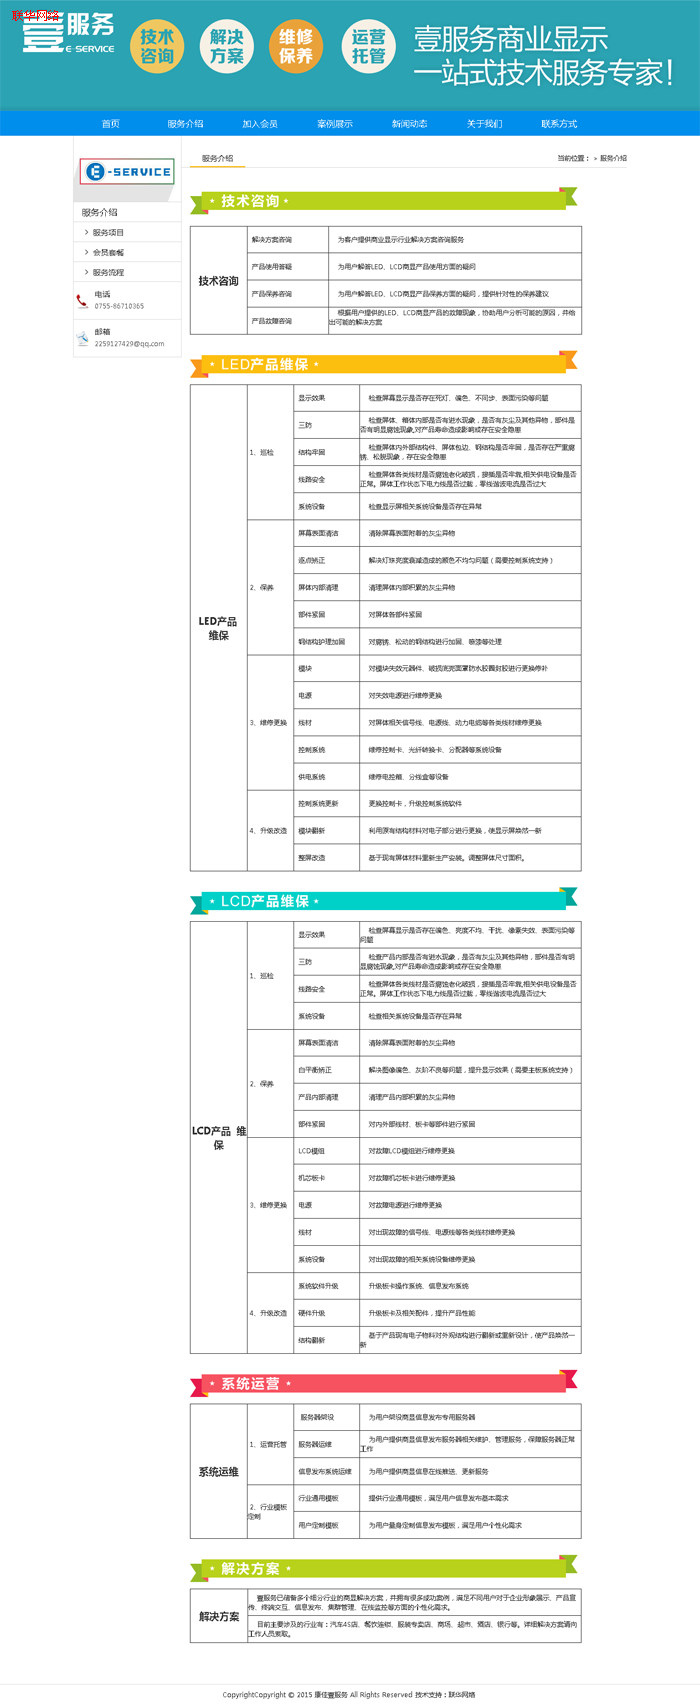 联华网络
壹服务
E-SERVICE
技术咨询
解决方案
维修保养
运营托管
壹服务商业显示
一站式技术服务专家!
首页 服务介绍 加入会员 案例展示 新闻动态 关于我们 联系方式
E-SERVICE
服务介绍
> 服务项目
> 会员套餐
> 服务流程
电话
0755-86710365
邮箱
2259127429@qq.com
服务介绍
当前位置: > 服务介绍
技术咨询
技术咨询
解决方案咨询 为客户提供商业显示行业解决方案咨询服务
产品使用答疑 为用户解答LED、LCD商显产品使用方面的疑问
产品保养咨询 为用户解答LED、LCD商显产品保养方面的疑问,提供针对性的保养建议
产品故障咨询 根据用户提供的LED、LCD商显产品的故障现象,协助用户分析可能的原因,并给
出可能的解决方案
LED产品维保
LED产品
维保
1、巡检
显示效果 检查屏幕显示是否存在死灯、偏色、不同步、表面污染等问题
三防 检查屏体、箱体内部是否有进水现象,是否有灰尘及其他异物,部件是
否有明显腐蚀现象,对产品寿命造成影响或存在安全隐患
结构牢固 检查屏体内外部结构件、屏体包边、钢结构是否牢固,是否存在严重腐
锈、松脱现象,存在安全隐患
线路安全 检查屏体各类线材是否腐蚀老化破损,接插是否牢靠,相关供电设备是否
正常。屏体工作状态下电力线是否过载,零线谐波电流是否过大
系统设备 检查显示屏相关系统设备是否存在异常
2、保养
屏幕表面清洁 清除屏幕表面附着的灰尘异物
逐点矫正 解决灯珠亮度衰减造成的颜色不均匀问题(需要控制系统支持)
屏体内部清理 清理屏体内部积累的灰尘异物
部件紧固 对屏体各部件紧固
钢结构护理加固 对腐锈、松动的钢结构进行加固、喷漆等处理
3、维修更换
模块 对模块失效元器件、破损底壳面罩防水胶圈封胶进行更换修补
电源 对失效电源进行维修更换
线材 对屏体相关信号线、电源线、动力电缆等各类线材维修更换
控制系统 维修控制卡、光纤转换卡、分配器等系统设备
供电系统 维修电控箱、分线盒等设备
4、升级改造
控制系统更新 更换控制卡,升级控制系统软件
模块翻新 利用原有结构材料对电子部分进行更换,使显示屏焕然一新
整屏改造 基于现有屏体材料重新生产安装。调整屏体尺寸面积。
LCD产品维保
LCD产品 维
保
1、巡检
显示效果 检查屏幕显示是否存在偏色、亮度不均、干扰、像素失效、表面污染等
问题
三防 检查产品内部是否有进水现象,是否有灰尘及其他异物,部件是否有明
显腐蚀现象,对产品寿命造成影响或存在安全隐患
线路安全 检查屏体各类线材是否腐蚀老化破损,接插是否牢靠,相关供电设备是否
正常。屏体工作状态下电力线是否过载,零线谐波电流是否过大
系统设备 检查相关系统设备是否存在异常
2、保养
屏幕表面清洁 清除屏幕表面附着的灰尘异物
白平衡矫正 解决图像偏色、灰阶不良等问题,提升显示效果(需要主板系统支持)
产品内部清理 清理产品内部积累的灰尘异物
部件紧固 对内外部线材、板卡等部件进行紧固
3、维修更换
LCD模组 对故障LCD模组进行维修更换
机芯板卡 对故障机芯板卡进行维修更换
电源 对故障电源进行维修更换
线材 对出现故障的信号线、电源线等各类线材维修更换
系统设备 对出现故障的相关系统设备维修更换
4、升级改造
系统软件升级 升级板卡操作系统、信息发布系统
硬件升级 升级板卡及相关配件,提升产品性能
结构翻新 基于产品现有电子物料对外观结构进行翻新或重新设计,使产品焕然一
新
系统运营
系统运维
1、运营托管
服务器架设 为用户架设商显信息发布专用服务器
服务器运维 为用户提供商显信息发布服务器相关维护、管理服务,保障服务器正常
工作
信息发布系统运维 为用户提供商显信息在线推送、更新服务
2、行业模板
定制
行业通用模板 提供行业通用模板,满足用户信息发布基本需求
用户定制模板 为用户量身定制信息发布模板,满足用户个性化需求
解决方案
解决方案
壹服务已储备多个细分行业的商显解决方案,并拥有很多成功案例,满足不同用户对于企业形象展示、产品宣
传、终端交互、信息发布、集群管理、在线监控等方面的个性化需求。
目前主要涉及的行业有:汽车4S店、餐饮连锁、服装专卖店、商场、超市、酒店、银行等。详细解决方案请向
工作人员索取。
CopyrightCopyright © 2015 康佳壹服务 All Rights Reserved 技术支持:联华网络